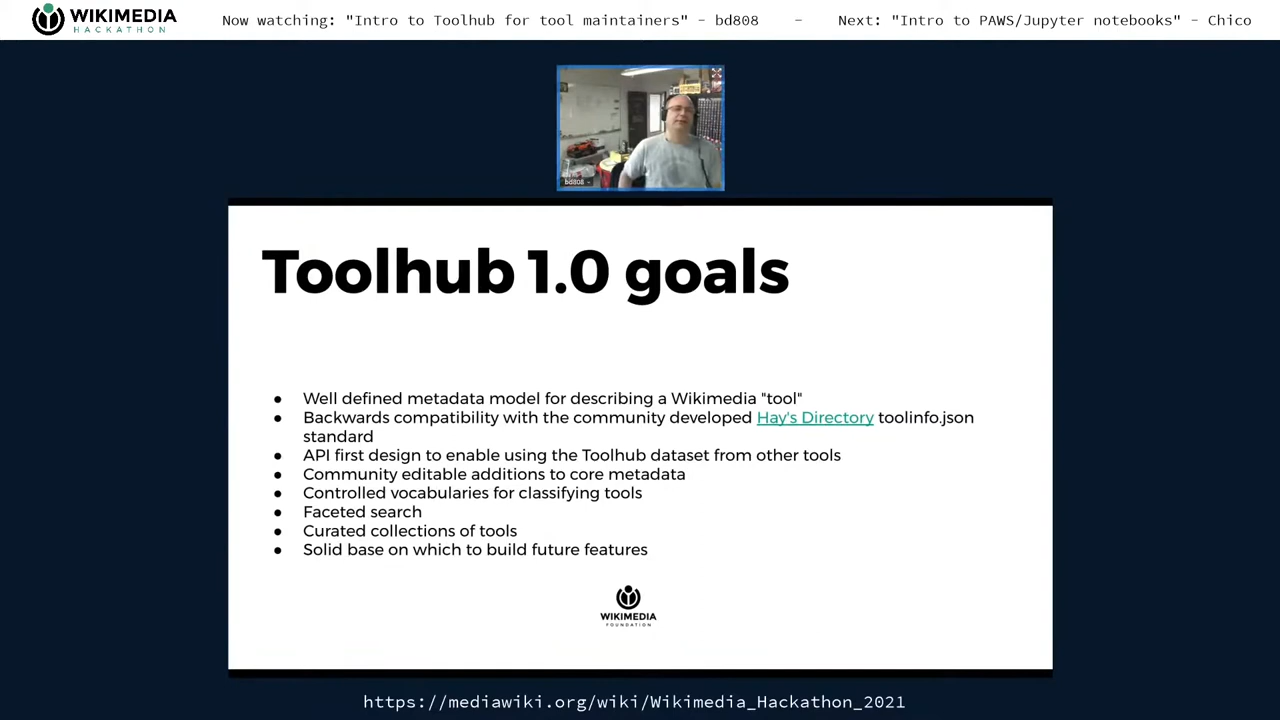 WIKIMEDIA
HACKATHON
Now watching: "Intro to Toolhub for tool maintainers" - bd808 - Next: "Intro to PAWS/Jupyter notebooks" - Chico
bd808
Toolhub 1.0 goals
● Well defined metadata model for describing a Wikimedia "tool"
● Backwards compatibility with the community developed Hay's Directory toolinfo.json
standard
● API first design to enable using the Toolhub dataset from other tools
● Community editable additions to core metadata
● Controlled vocabularies for classifying tools
● Faceted search
● Curated collections of tools
● Solid base on which to build future features
WIKIMEDIA
FOUNDATION
https://mediawiki.org/wiki/Wikimedia_Hackathon_2021